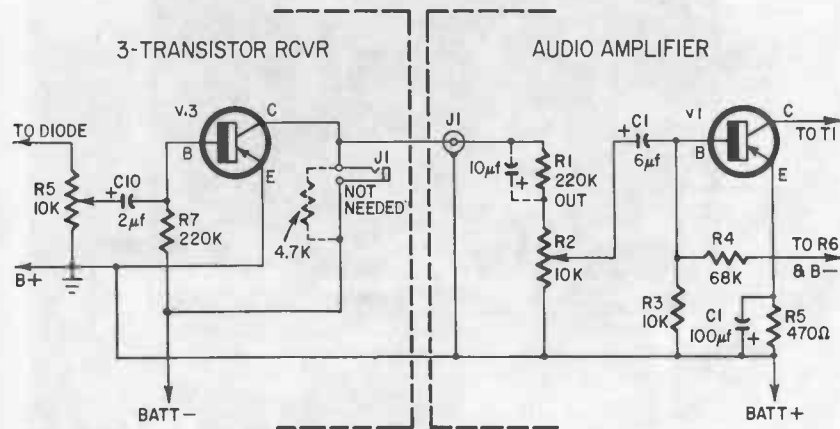 3-TRANSISTOR RCVR
AUDIO AMPLIFIER
TO DIODE
R5
10K
C10
+
2µf
B
V.3
C
E
R7
220K
4.7K
J1
NOT
NEEDED
B+
BATT−
J1
10µf
+
R1
220K
OUT
R2
10K
+
C1
6µf
V1
B
C
E
TO T1
R4
68K
TO R6
& B−
R3
10K
C1
100µf
+
R5
470Ω
BATT+